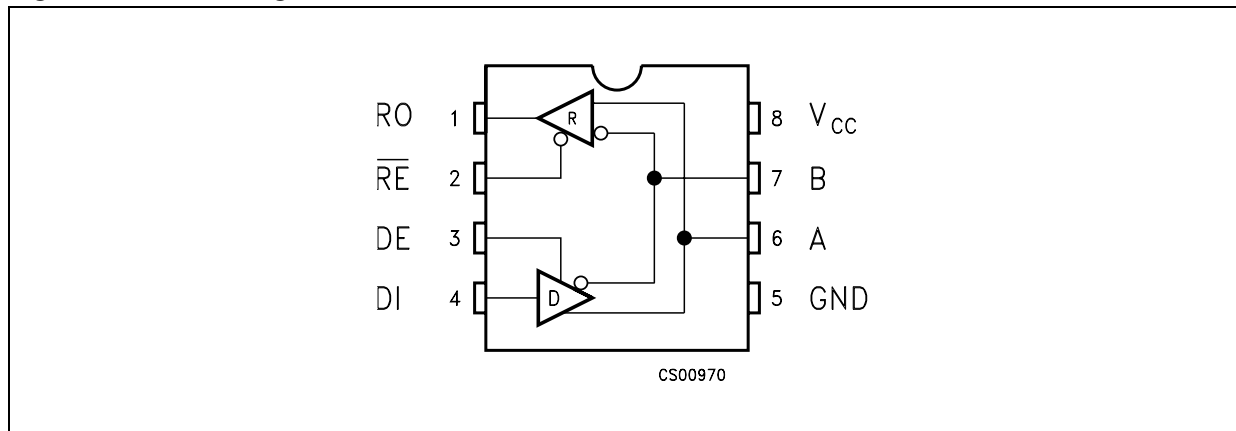 RO 1 R 8 VCC
RE 2 7 B
DE 3 6 A
DI 4 D 5 GND
CS00970